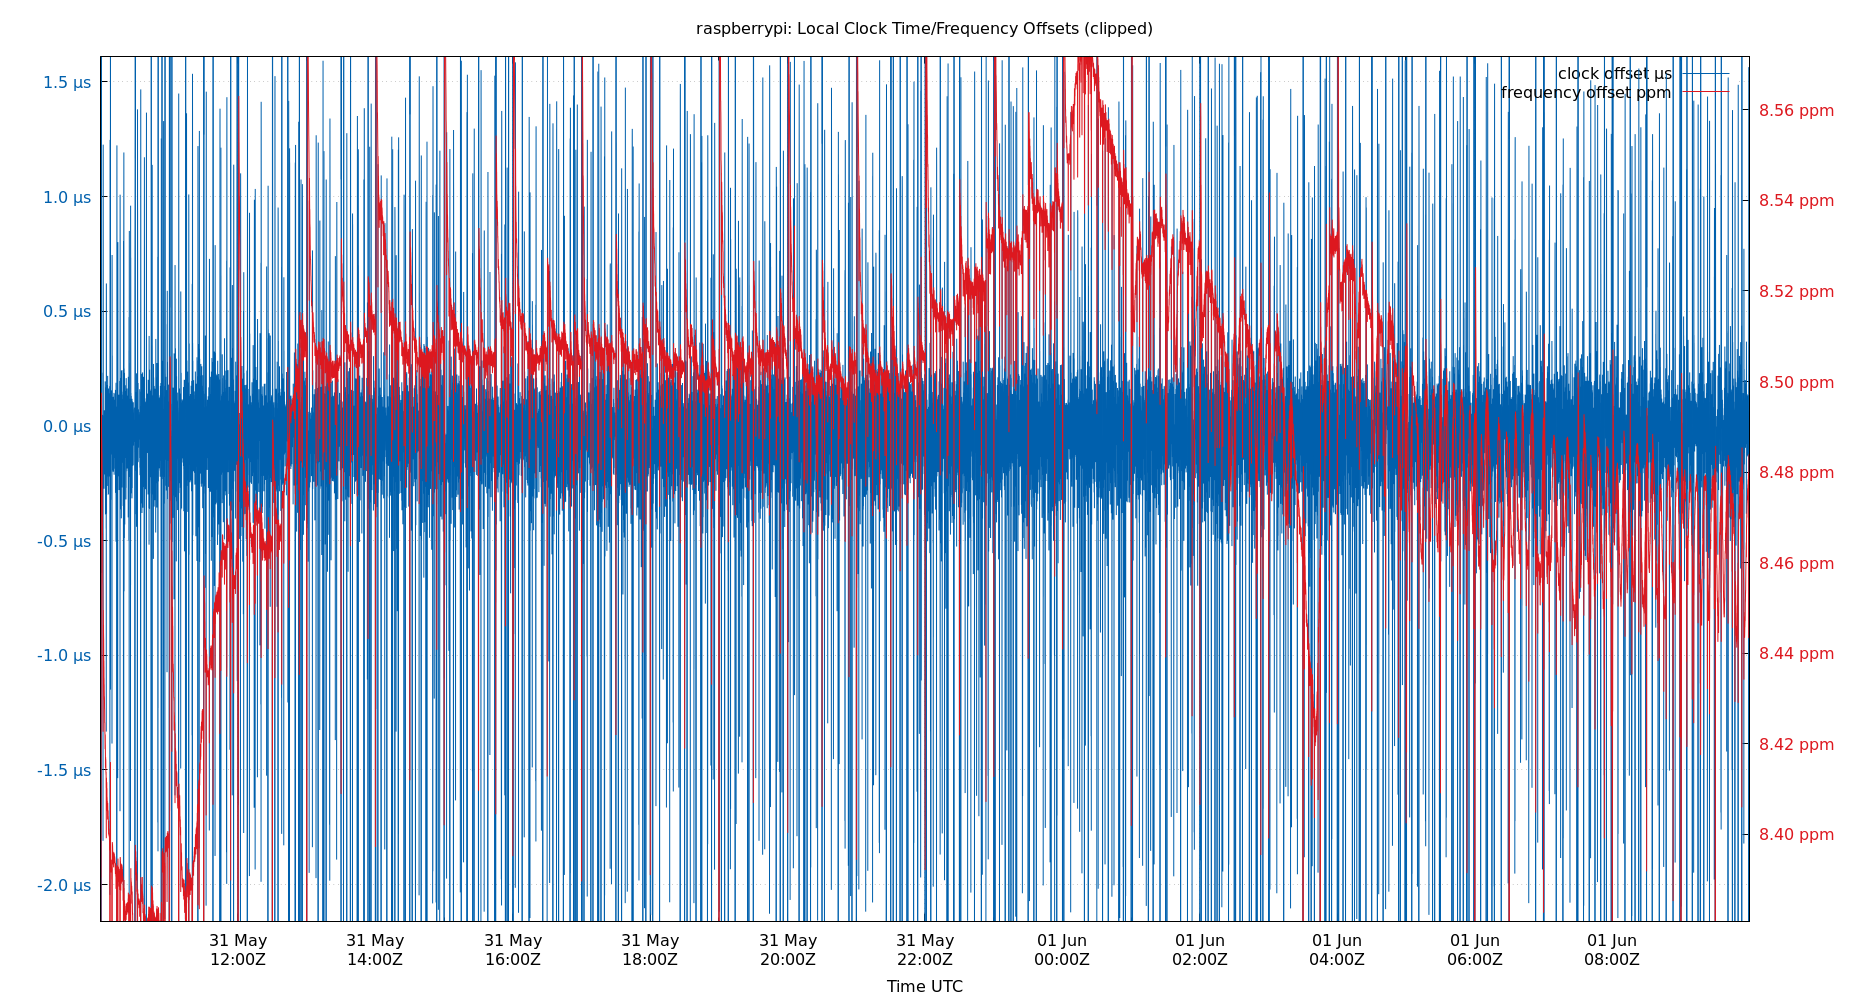 raspberrypi: Local Clock Time/Frequency Offsets (clipped)
clock offset µs
frequency offset ppm
1.5 µs
1.0 µs
0.5 µs
0.0 µs
-0.5 µs
-1.0 µs
-1.5 µs
-2.0 µs
8.56 ppm
8.54 ppm
8.52 ppm
8.50 ppm
8.48 ppm
8.46 ppm
8.44 ppm
8.42 ppm
8.40 ppm
31 May 31 May 31 May 31 May 31 May 31 May 01 Jun 01 Jun 01 Jun 01 Jun 01 Jun
12:00Z 14:00Z 16:00Z 18:00Z 20:00Z 22:00Z 00:00Z 02:00Z 04:00Z 06:00Z 08:00Z
Time UTC